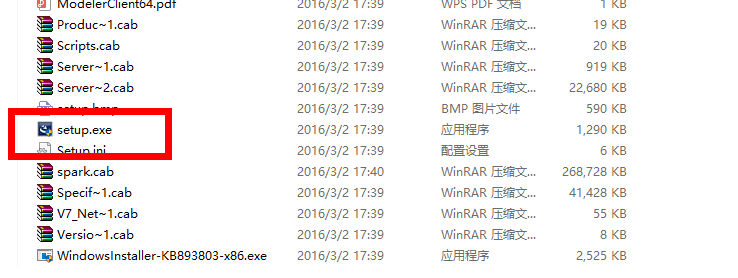 ModelerClient64.pdf 2016/3/2 17:39 WPS PDF 文档 1 KB
Produc~1.cab 2016/3/2 17:39 WinRAR 压缩文... 19 KB
Scripts.cab 2016/3/2 17:39 WinRAR 压缩文... 20 KB
Server~1.cab 2016/3/2 17:39 WinRAR 压缩文... 919 KB
Server~2.cab 2016/3/2 17:39 WinRAR 压缩文... 22,680 KB
setup.bmp 2016/3/2 17:39 BMP 图片文件 590 KB
setup.exe 2016/3/2 17:39 应用程序 1,290 KB
Setup.ini 2016/3/2 17:39 配置设置 6 KB
spark.cab 2016/3/2 17:40 WinRAR 压缩文... 268,728 KB
Specif~1.cab 2016/3/2 17:39 WinRAR 压缩文... 41,428 KB
V7_Net~1.cab 2016/3/2 17:39 WinRAR 压缩文... 55 KB
Versio~1.cab 2016/3/2 17:39 WinRAR 压缩文... 8 KB
WindowsInstaller-KB893803-x86.exe 2016/3/2 17:39 应用程序 2,525 KB